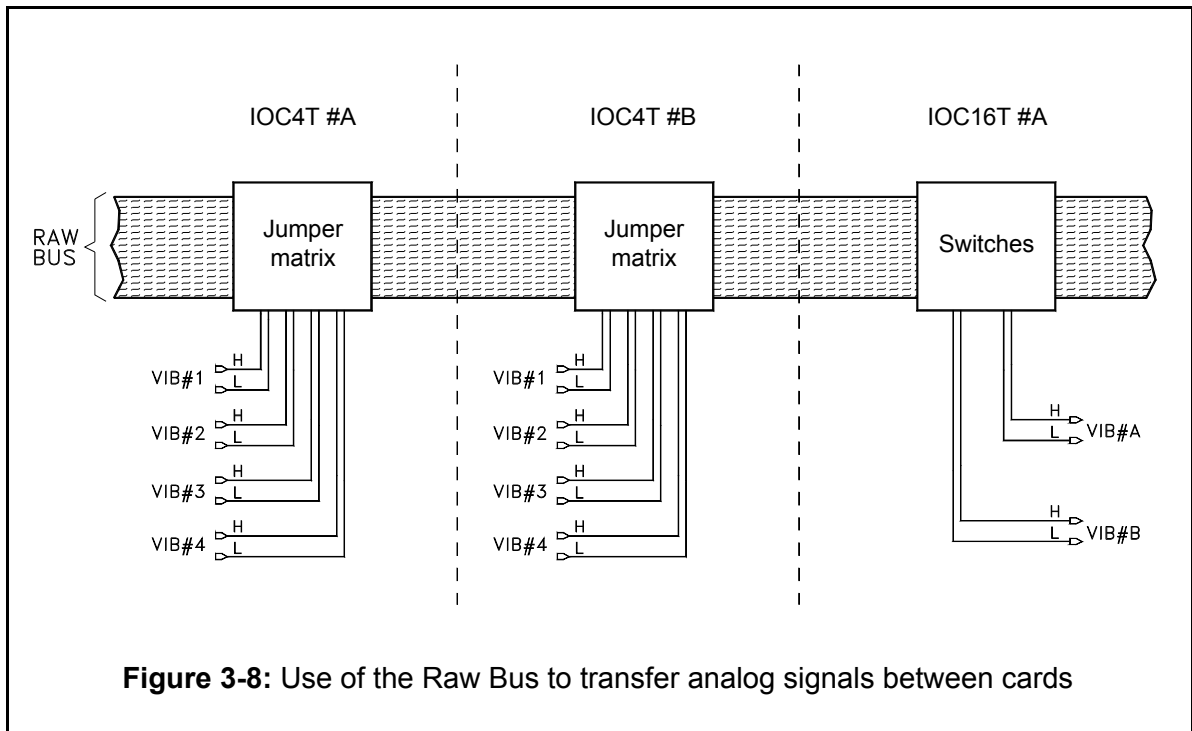 IOC4T #A
IOC4T #B
IOC16T #A
RAW
BUS
Jumper
matrix
Jumper
matrix
Switches
H
VIB#1
L
H
VIB#2
L
H
VIB#3
L
H
VIB#4
L
H
VIB#1
L
H
VIB#2
L
H
VIB#3
L
H
VIB#4
L
H
L
VIB#A
H
L
VIB#B
Figure 3-8: Use of the Raw Bus to transfer analog signals between cards